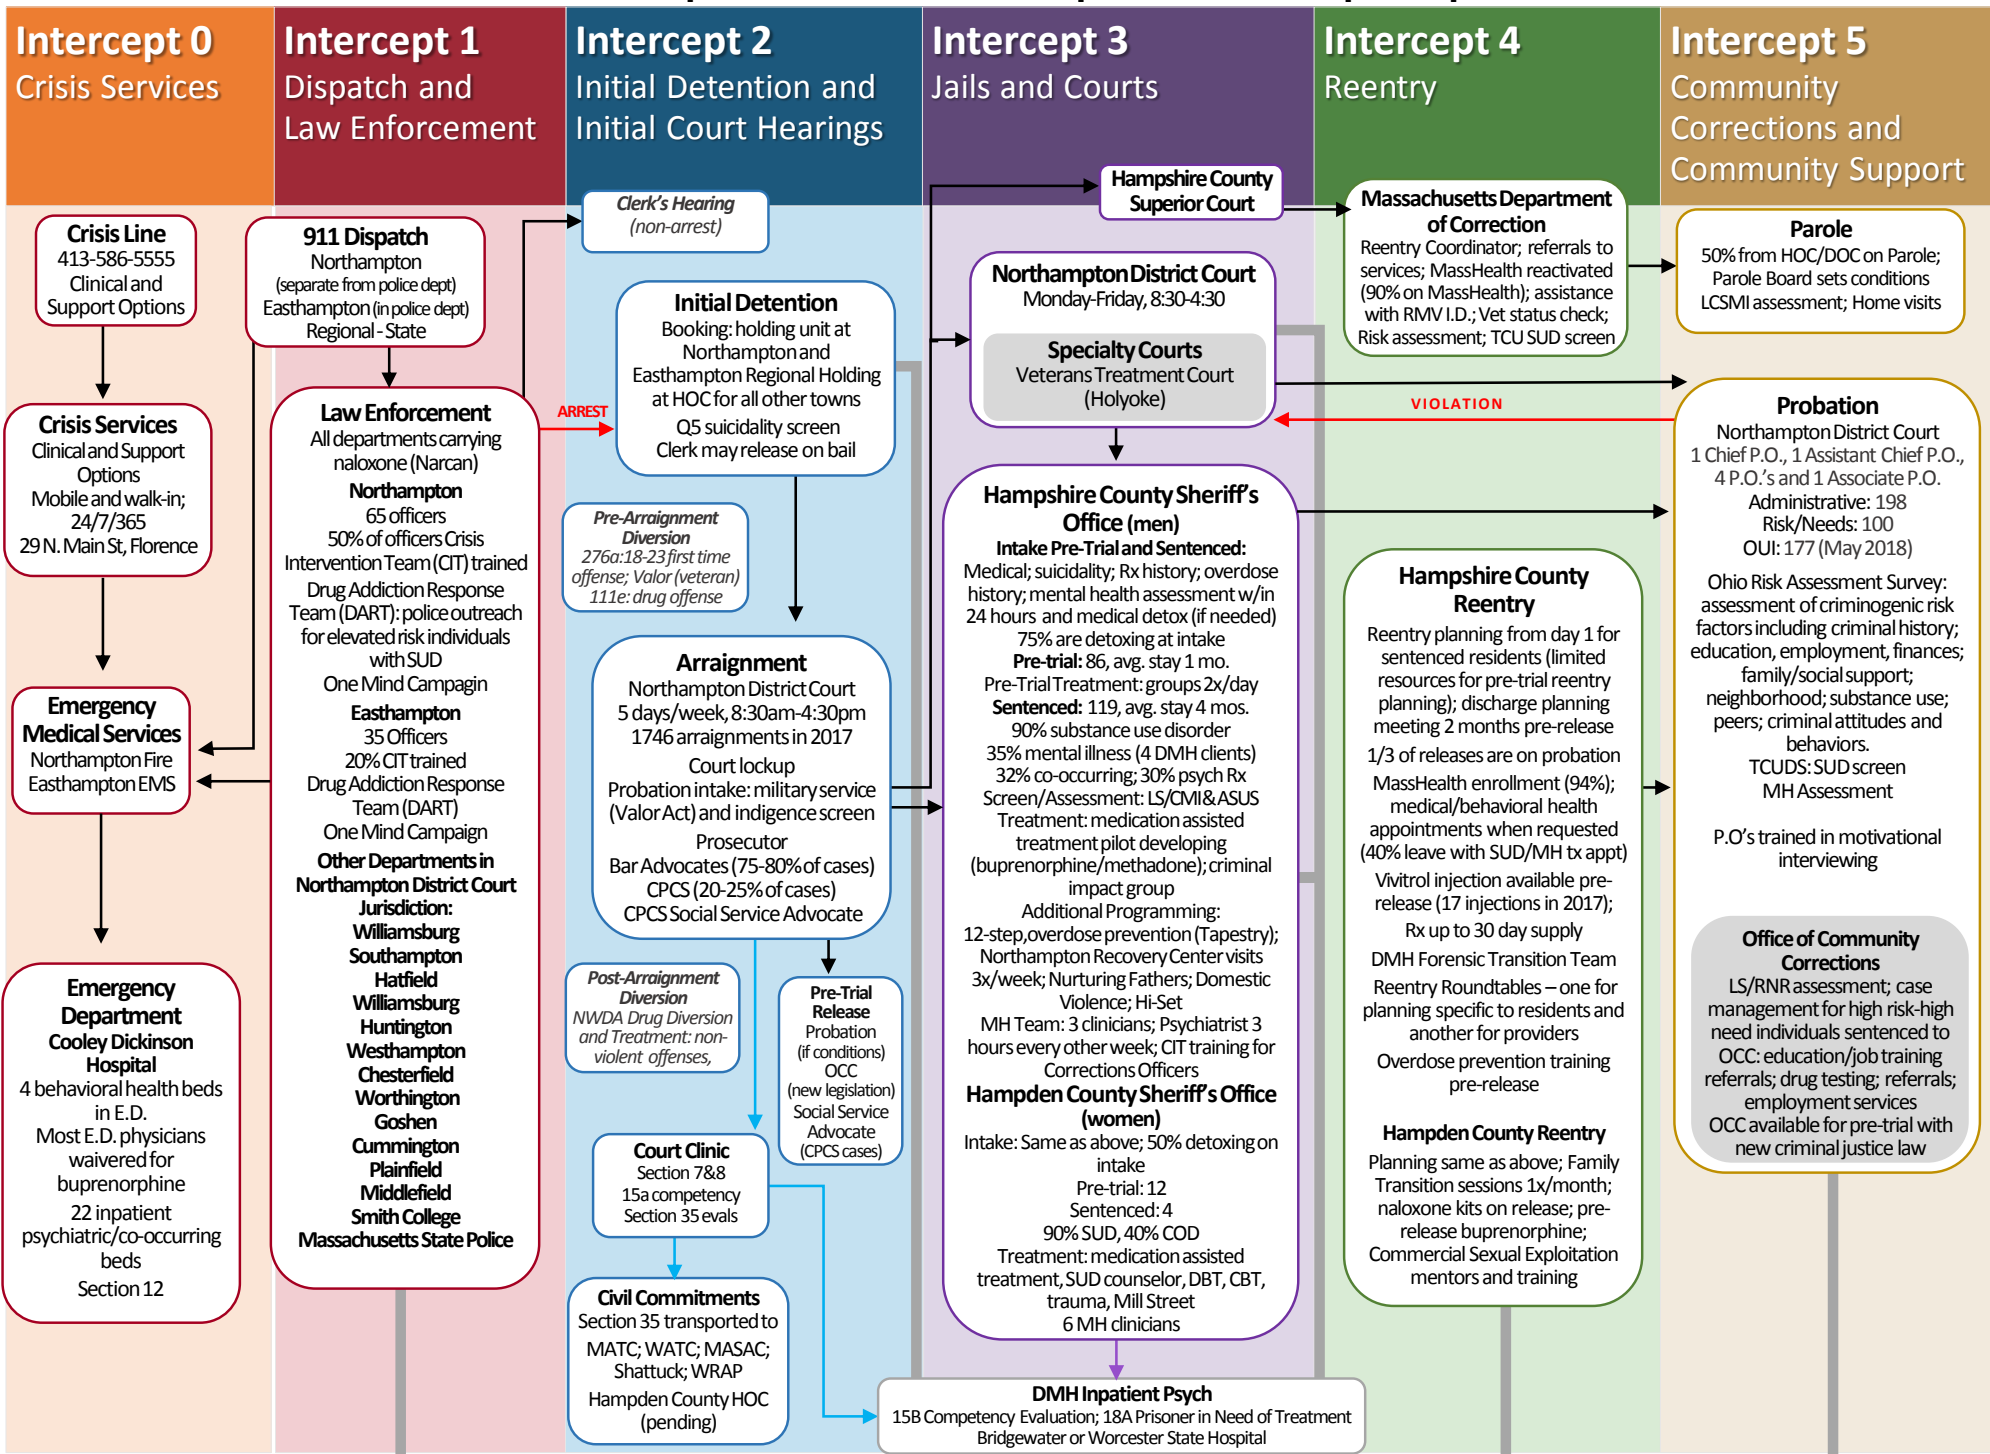 Intercept 0
Crisis Services
Intercept 1
Dispatch and
Law Enforcement
Intercept 2
Initial Detention and
Initial Court Hearings
Intercept 3
Jails and Courts
Intercept 4
Reentry
Intercept 5
Community
Corrections and
Community Support
Crisis Line
413-586-5555
Clinical and
Support Options
Crisis Services
Clinical and Support
Options
Mobile and walk-in;
24/7/365
29 N. Main St, Florence
Emergency
Medical Services
Northampton Fire
Easthampton EMS
Emergency
Department
Cooley Dickinson
Hospital
4 behavioral health beds
in E.D.
Most E.D. physicians
waivered for
buprenorphine
22 inpatient
psychiatric/co-occurring
beds
Section 12
911 Dispatch
Northampton
(separate from police dept)
Easthampton (in police dept)
Regional - State
Law Enforcement
All departments carrying
naloxone (Narcan)
Northampton
65 officers
50% of officers Crisis
Intervention Team (CIT) trained
Drug Addiction Response
Team (DART): police outreach
for elevated risk individuals
with SUD
One Mind Campagin
Easthampton
35 Officers
20% CIT trained
Drug Addiction Response
Team (DART)
One Mind Campaign
Other Departments in
Northampton District Court
Jurisdiction:
Williamsburg
Southampton
Hatfield
Williamsburg
Huntington
Westhampton
Chesterfield
Worthington
Goshen
Cummington
Plainfield
Middlefield
Smith College
Massachusetts State Police
ARREST
Clerk's Hearing
(non-arrest)
Initial Detention
Booking: holding unit at
Northampton and
Easthampton Regional Holding
at HOC for all other towns
Q5 suicidality screen
Clerk may release on bail
Pre-Arraignment
Diversion
276a:18-23 first time
offense; Valor (veteran)
111e: drug offense
Arraignment
Northampton District Court
5 days/week, 8:30am-4:30pm
1746 arraignments in 2017
Court lockup
Probation intake: military service
(Valor Act) and indigence screen
Prosecutor
Bar Advocates (75-80% of cases)
CPCS (20-25% of cases)
CPCS Social Service Advocate
Post-Arraignment
Diversion
NWDA Drug Diversion
and Treatment: non-
violent offenses,
Pre-Trial
Release
Probation
(if conditions)
OCC
(new legislation)
Social Service
Advocate
(CPCS cases)
Court Clinic
Section 7&8
15a competency
Section 35 evals
Civil Commitments
Section 35 transported to
MATC; WATC; MASAC;
Shattuck; WRAP
Hampden County HOC
(pending)
Hampshire County
Superior Court
Northampton District Court
Monday-Friday, 8:30-4:30
Specialty Courts
Veterans Treatment Court
(Holyoke)
Hampshire County Sheriff's
Office (men)
Intake Pre-Trial and Sentenced:
Medical; suicidality; Rx history; overdose
history; mental health assessment w/in
24 hours and medical detox (if needed)
75% are detoxing at intake
Pre-trial: 86, avg. stay 1 mo.
Pre-Trial Treatment: groups 2x/day
Sentenced: 119, avg. stay 4 mos.
90% substance use disorder
35% mental illness (4 DMH clients)
32% co-occurring; 30% psych Rx
Screen/Assessment: LS/CMI & ASUS
Treatment: medication assisted
treatment pilot developing
(buprenorphine/methadone); criminal
impact group
Additional Programming:
12-step, overdose prevention (Tapestry);
Northampton Recovery Center visits
3x/week; Nurturing Fathers; Domestic
Violence; Hi-Set
MH Team: 3 clinicians; Psychiatrist 3
hours every other week; CIT training for
Corrections Officers
Hampden County Sheriff's Office
(women)
Intake: Same as above; 50% detoxing on
intake
Pre-trial: 12
Sentenced: 4
90% SUD, 40% COD
Treatment: medication assisted
treatment, SUD counselor, DBT, CBT,
trauma, Mill Street
6 MH clinicians
DMH Inpatient Psych
15B Competency Evaluation; 18A Prisoner in Need of Treatment
Bridgewater or Worcester State Hospital
Massachusetts Department
of Correction
Reentry Coordinator; referrals to
services; MassHealth reactivated
(90% on MassHealth); assistance
with RMV I.D.; Vet status check;
Risk assessment; TCU SUD screen
VIOLATION
Hampshire County
Reentry
Reentry planning from day 1 for
sentenced residents (limited
resources for pre-trial reentry
planning); discharge planning
meeting 2 months pre-release
1/3 of releases are on probation
MassHealth enrollment (94%);
medical/behavioral health
appointments when requested
(40% leave with SUD/MH tx appt)
Vivitrol injection available pre-
release (17 injections in 2017);
Rx up to 30 day supply
DMH Forensic Transition Team
Reentry Roundtables – one for
planning specific to residents and
another for providers
Overdose prevention training
pre-release
Hampden County Reentry
Planning same as above; Family
Transition sessions 1x/month;
naloxone kits on release; pre-
release buprenorphine;
Commercial Sexual Exploitation
mentors and training
Parole
50% from HOC/DOC on Parole;
Parole Board sets conditions
LCSMI assessment; Home visits
Probation
Northampton District Court
1 Chief P.O., 1 Assistant Chief P.O.,
4 P.O.'s and 1 Associate P.O.
Administrative: 198
Risk/Needs: 100
OUI: 177 (May 2018)
Ohio Risk Assessment Survey:
assessment of criminogenic risk
factors including criminal history;
education, employment, finances;
family/social support;
neighborhood; substance use;
peers; criminal attitudes and
behaviors.
TCUDS: SUD screen
MH Assessment
P.O's trained in motivational
interviewing
Office of Community
Corrections
LS/RNR assessment; case
management for high risk-high
need individuals sentenced to
OCC: education/job training
referrals; drug testing; referrals;
employment services
OCC available for pre-trial with
new criminal justice law